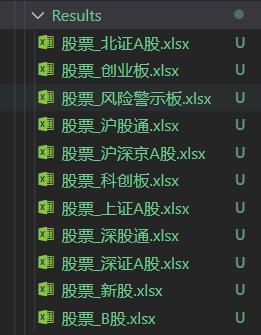 Results
股票_北证A股.xlsx U
股票_创业板.xlsx U
股票_风险警示板.xlsx U
股票_沪股通.xlsx U
股票_沪深京A股.xlsx U
股票_科创板.xlsx U
股票_上证A股.xlsx U
股票_深股通.xlsx U
股票_深证A股.xlsx U
股票_新股.xlsx U
股票_B股.xlsx U